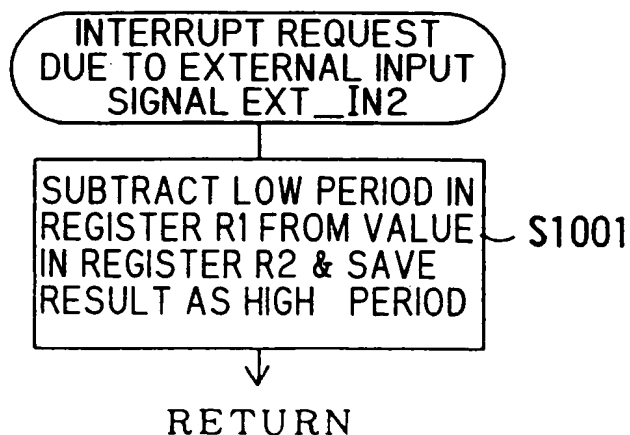 INTERRUPT REQUEST
DUE TO EXTERNAL INPUT
SIGNAL EXT_IN2
SUBTRACT LOW PERIOD IN
REGISTER R1 FROM VALUE
IN REGISTER R2 & SAVE
RESULT AS HIGH PERIOD
S1001
RETURN